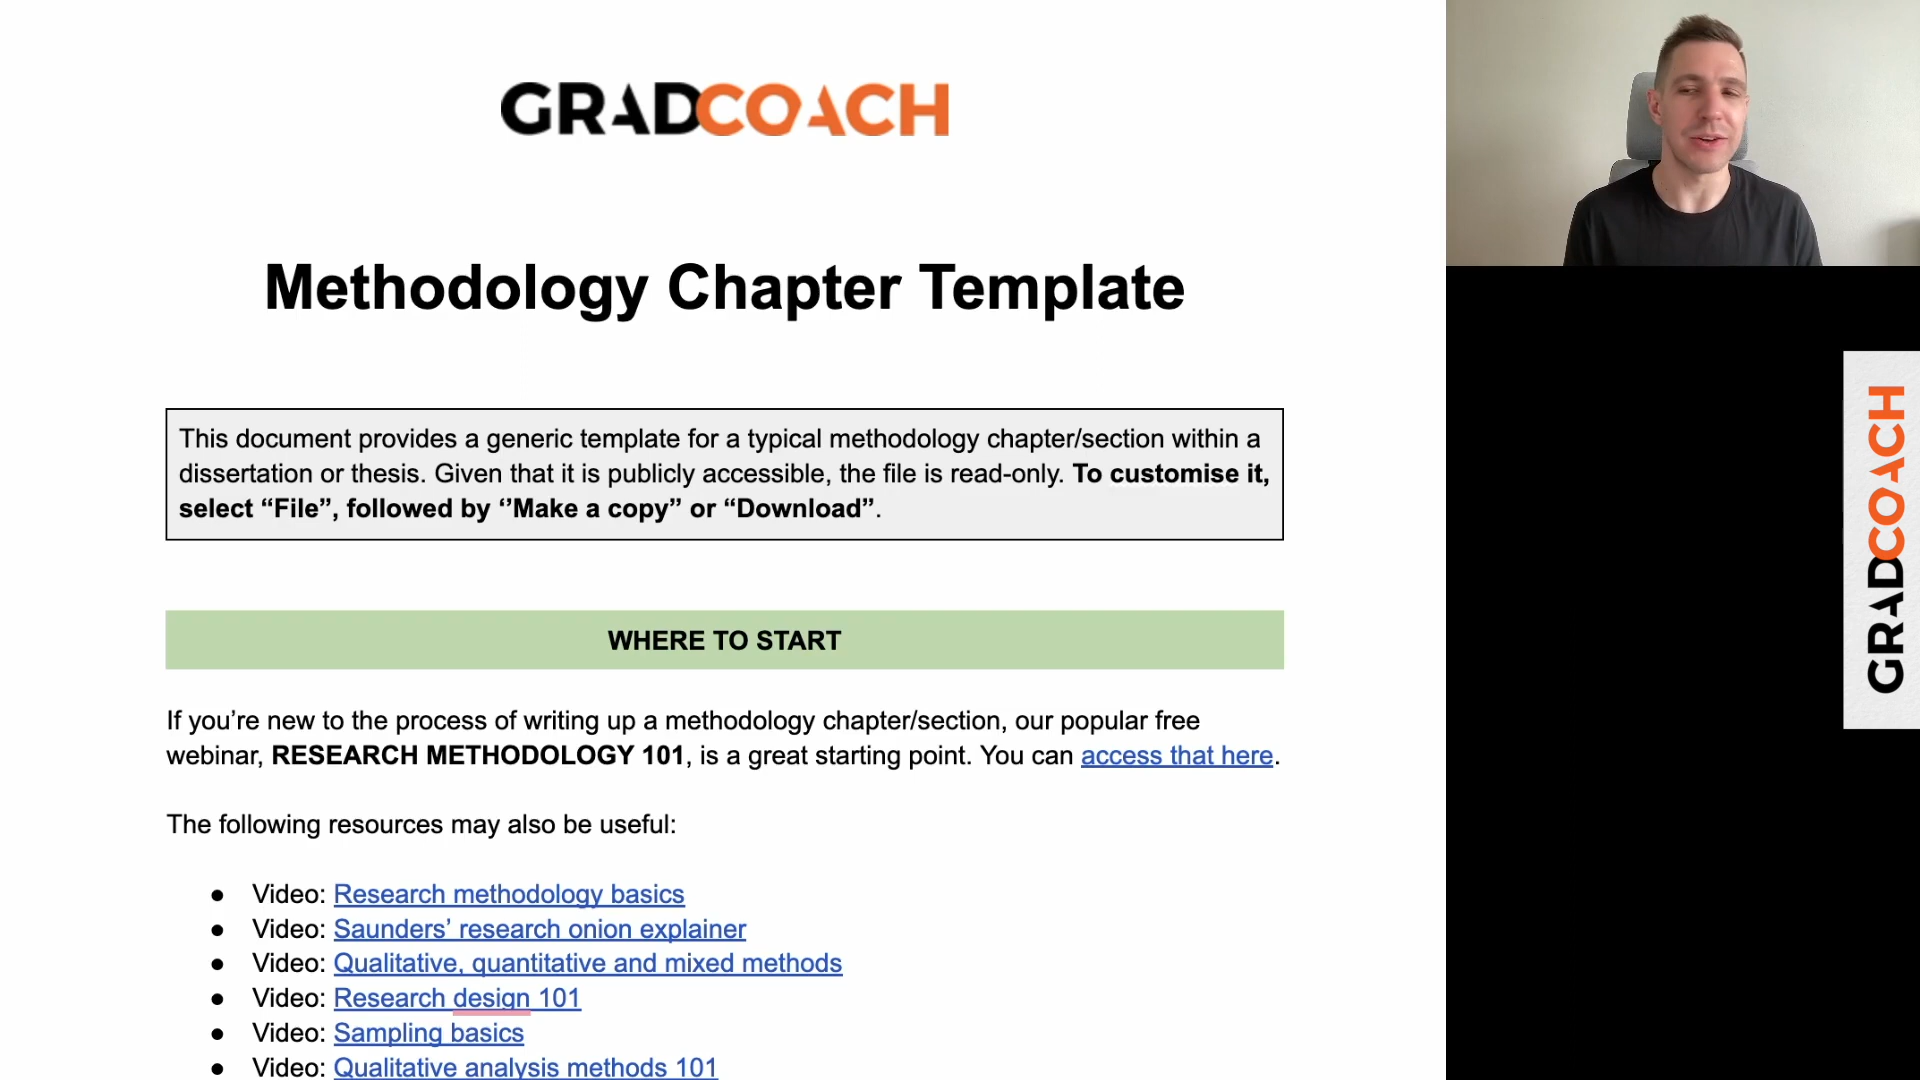 GRADCOACH
Methodology Chapter Template
This document provides a generic template for a typical methodology chapter/section within a
dissertation or thesis. Given that it is publicly accessible, the file is read-only. To customise it,
select “File”, followed by ‘’Make a copy” or “Download”.
WHERE TO START
If you’re new to the process of writing up a methodology chapter/section, our popular free
webinar, RESEARCH METHODOLOGY 101, is a great starting point. You can access that here.
The following resources may also be useful:
● Video: Research methodology basics
● Video: Saunders’ research onion explainer
● Video: Qualitative, quantitative and mixed methods
● Video: Research design 101
● Video: Sampling basics
● Video: Qualitative analysis methods 101
GRADCOACH